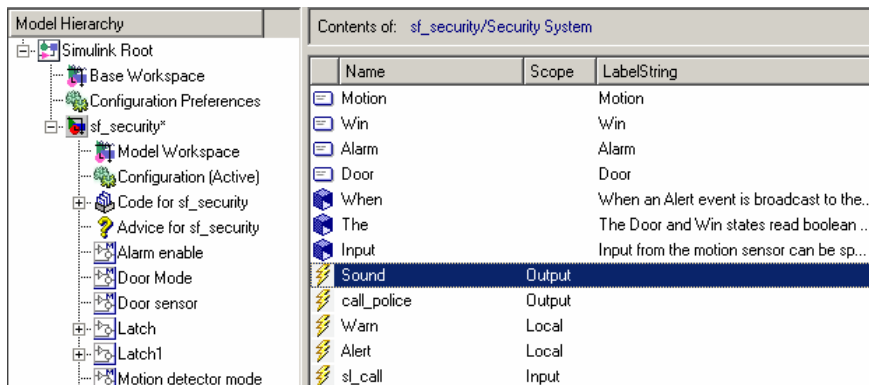 Model Hierarchy
Simulink Root
Base Workspace
Configuration Preferences
sf_security*
Model Workspace
Configuration (Active)
Code for sf_security
Advice for sf_security
Alarm enable
Door Mode
Door sensor
Latch
Latch1
Motion detector mode
Contents of: sf_security/Security System
Name Scope LabelString
Motion Motion
Win Win
Alarm Alarm
Door Door
When When an Alert event is broadcast to the..
The The Door and Win states read boolean ..
Input Input from the motion sensor can be sp...
Sound Output
call_police Output
Warn Local
Alert Local
sl_call Input